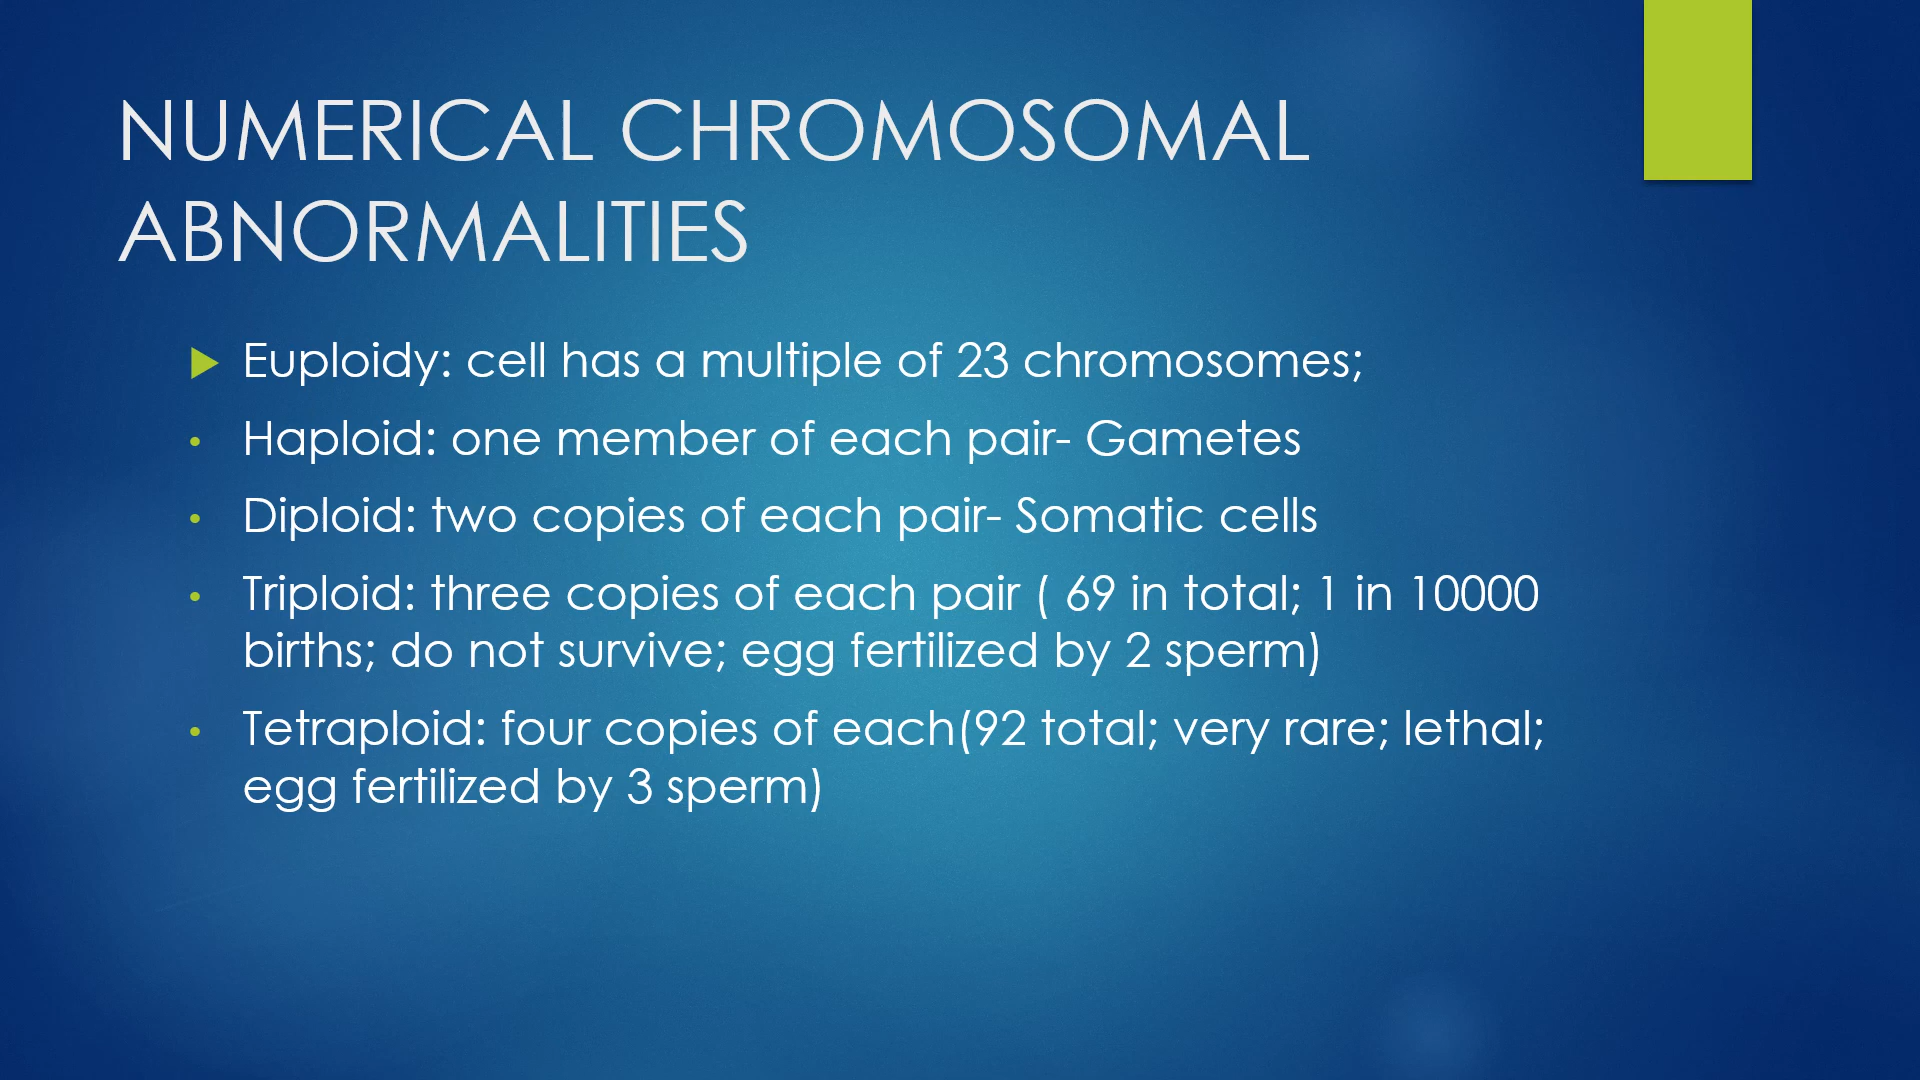 NUMERICAL CHROMOSOMAL
ABNORMALITIES
Euploidy: cell has a multiple of 23 chromosomes;
Haploid: one member of each pair- Gametes
Diploid: two copies of each pair- Somatic cells
Triploid: three copies of each pair ( 69 in total; 1 in 10000
births; do not survive; egg fertilized by 2 sperm)
Tetraploid: four copies of each(92 total; very rare; lethal;
egg fertilized by 3 sperm)